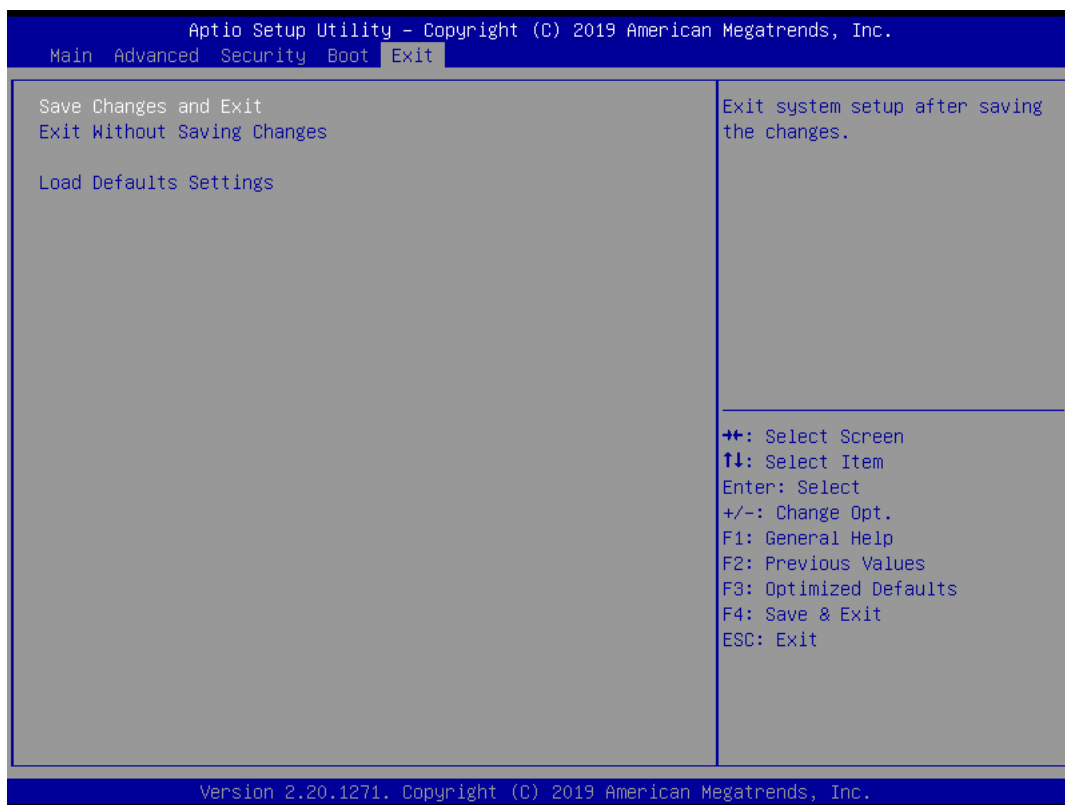 Aptio Setup Utility – Copyright (C) 2019 American Megatrends, Inc.
Main Advanced Security Boot Exit
Save Changes and Exit
Exit Without Saving Changes
Load Defaults Settings
Exit system setup after saving
the changes.
→←: Select Screen
↑↓: Select Item
Enter: Select
+/-: Change Opt.
F1: General Help
F2: Previous Values
F3: Optimized Defaults
F4: Save & Exit
ESC: Exit
Version 2.20.1271. Copyright (C) 2019 American Megatrends, Inc.